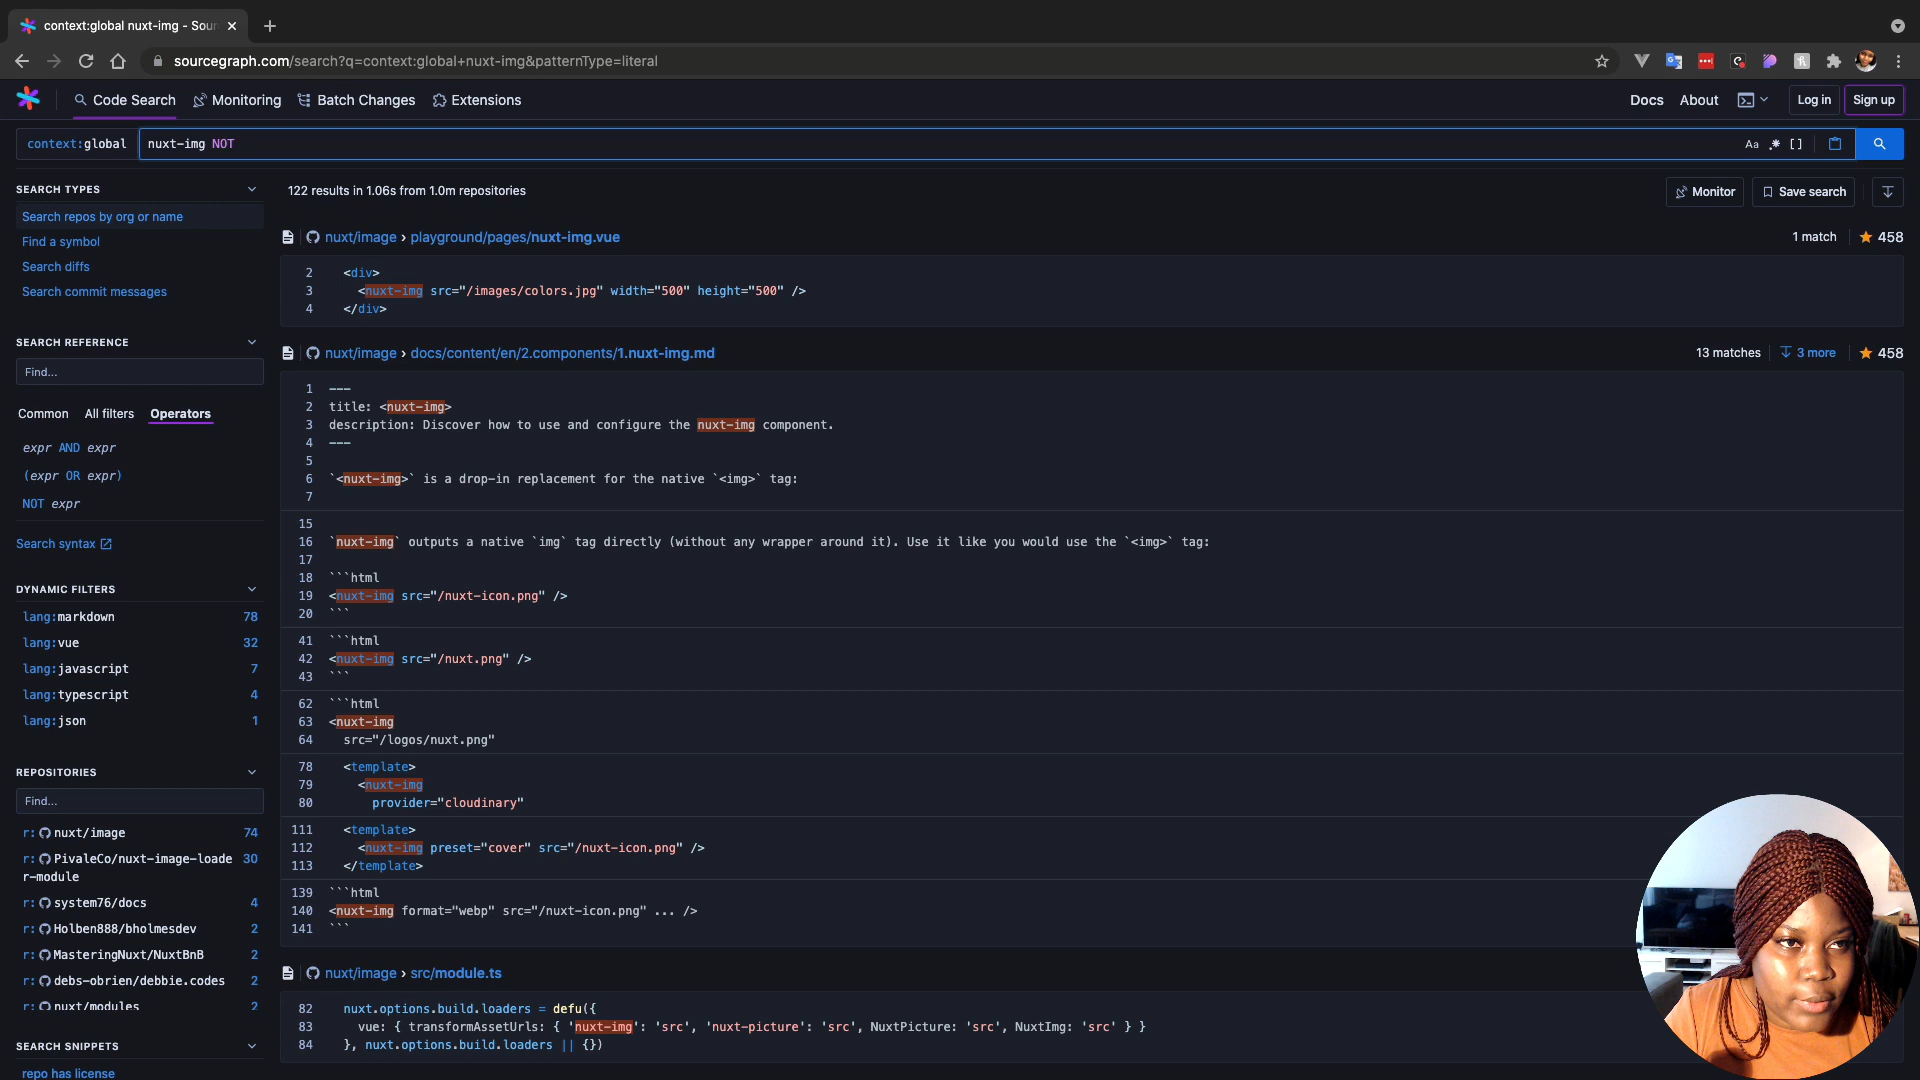 context:global nuxt-img - Sour
sourcegraph.com/search?q=context:global+nuxt-img&patternType=literal
Code Search
Monitoring
Batch Changes
Extensions
Docs
About
Log in
Sign up
context:global
nuxt-img NOT
Aa .* [ ]
SEARCH TYPES
Search repos by org or name
Find a symbol
Search diffs
Search commit messages
SEARCH REFERENCE
Find...
Common All filters Operators
expr AND expr
(expr OR expr)
NOT expr
Search syntax
DYNAMIC FILTERS
lang:markdown 78
lang:vue 32
lang:javascript 7
lang:typescript 4
lang:json 1
REPOSITORIES
Find...
r: nuxt/image 74
r: PivaleCo/nuxt-image-loade 30
r-module
r: system76/docs 4
r: Holben888/bholmesdev 2
r: MasteringNuxt/NuxtBnB 2
r: debs-obrien/debbie.codes 2
r: nuxt/modules 2
SEARCH SNIPPETS
repo has license
122 results in 1.06s from 1.0m repositories
Monitor
Save search
nuxt/image › playground/pages/nuxt-img.vue
1 match
458
2 <div>
3 <nuxt-img src="/images/colors.jpg" width="500" height="500" />
4 </div>
nuxt/image › docs/content/en/2.components/1.nuxt-img.md
13 matches
3 more
458
1 ---
2 title: <nuxt-img>
3 description: Discover how to use and configure the nuxt-img component.
4 ---
5
6 `<nuxt-img>` is a drop-in replacement for the native `<img>` tag:
7
15
16 `nuxt-img` outputs a native `img` tag directly (without any wrapper around it). Use it like you would use the `<img>` tag:
17
18 ```html
19 <nuxt-img src="/nuxt-icon.png" />
20 ```
41 ```html
42 <nuxt-img src="/nuxt.png" />
43 ```
62 ```html
63 <nuxt-img
64 src="/logos/nuxt.png"
78 <template>
79 <nuxt-img
80 provider="cloudinary"
111 <template>
112 <nuxt-img preset="cover" src="/nuxt-icon.png" />
113 </template>
139 ```html
140 <nuxt-img format="webp" src="/nuxt-icon.png" ... />
141 ```
nuxt/image › src/module.ts
82 nuxt.options.build.loaders = defu({
83 vue: { transformAssetUrls: { 'nuxt-img': 'src', 'nuxt-picture': 'src', NuxtPicture: 'src', NuxtImg: 'src' } }
84 }, nuxt.options.build.loaders || {})